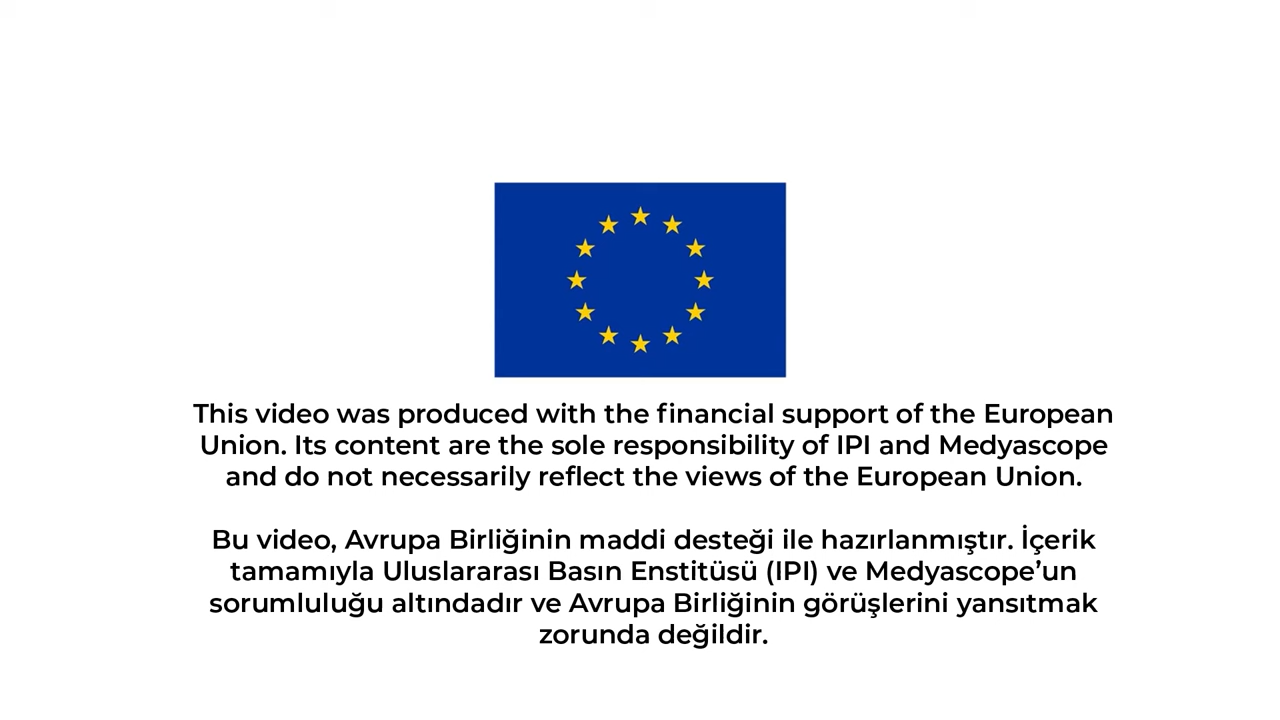 This video was produced with the financial support of the European
Union. Its content are the sole responsibility of IPI and Medyascope
and do not necessarily reflect the views of the European Union.
Bu video, Avrupa Birliğinin maddi desteği ile hazırlanmıştır. İçerik
tamamıyla Uluslararası Basın Enstitüsü (IPI) ve Medyascope’un
sorumluluğu altındadır ve Avrupa Birliğinin görüşlerini yansıtmak
zorunda değildir.